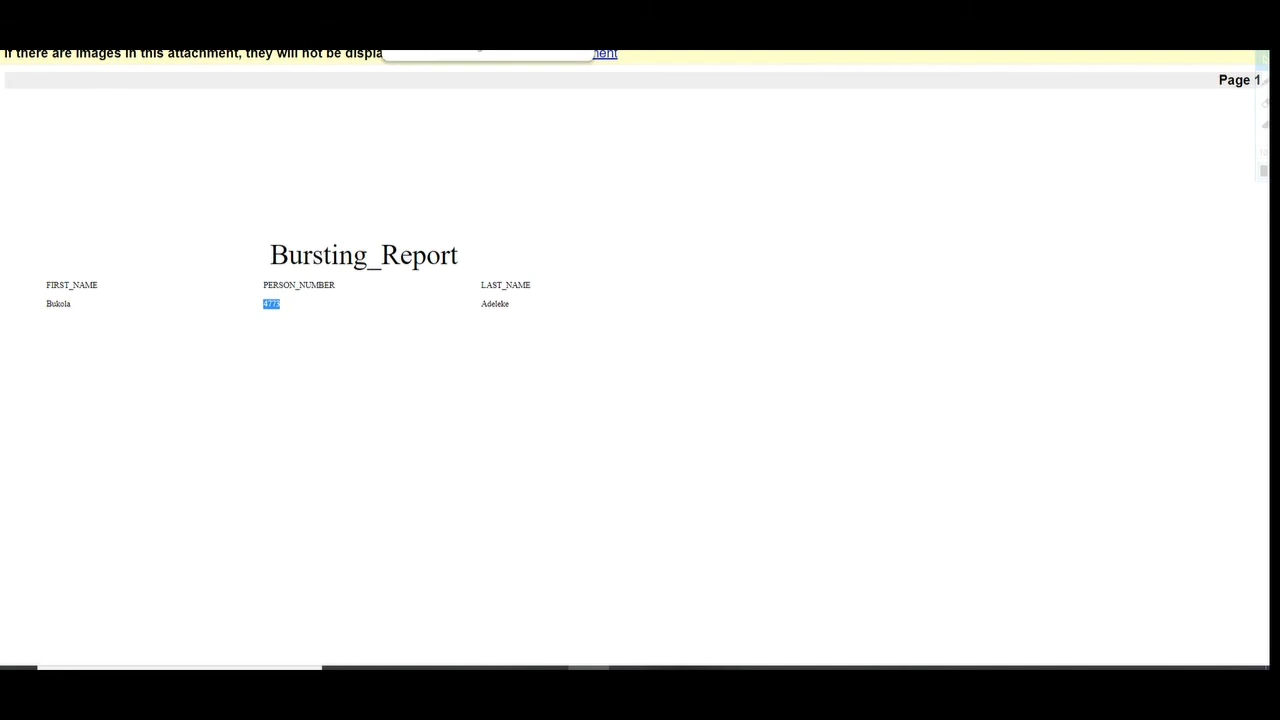 If there are images in this attachment, they will not be displa
Page 1
Bursting_Report
FIRST_NAME PERSON_NUMBER LAST_NAME
Bukola 4773 Adeleke